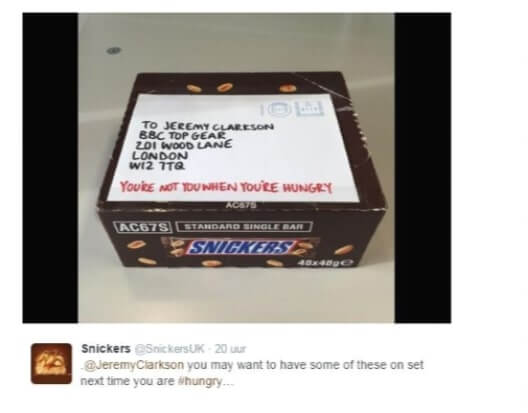 TO JEREMY CLARKSON
BBC TOP GEAR
201 WOOD LANE
LONDON
W12 7TQ
YOU'RE NOT YOU WHEN YOU'RE HUNGRY
AC67S
AC67S STANDARD SINGLE BAR
SNICKERS
48x48g℮
Snickers @SnickersUK · 20 uur
.@JeremyClarkson you may want to have some of these on set
next time you are #hungry...